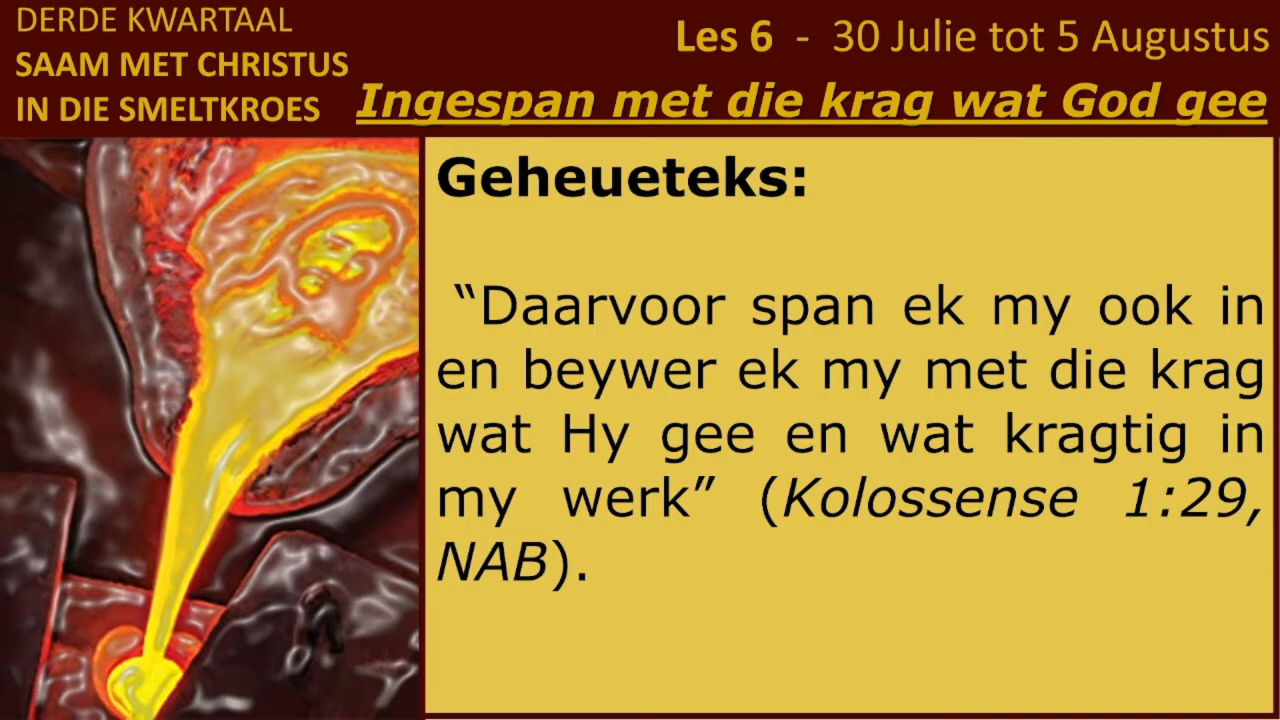 DERDE KWARTAAL
SAAM MET CHRISTUS
IN DIE SMELTKROES
Les 6 - 30 Julie tot 5 Augustus
Ingespan met die krag wat God gee
Geheueteks:
“Daarvoor span ek my ook in
en beywer ek my met die krag
wat Hy gee en wat kragtig in
my werk” (Kolossense 1:29,
NAB).